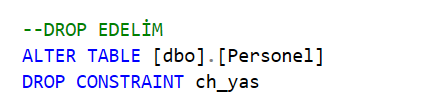 --DROP EDELİM
ALTER TABLE [dbo].[Personel]
DROP CONSTRAINT ch_yas